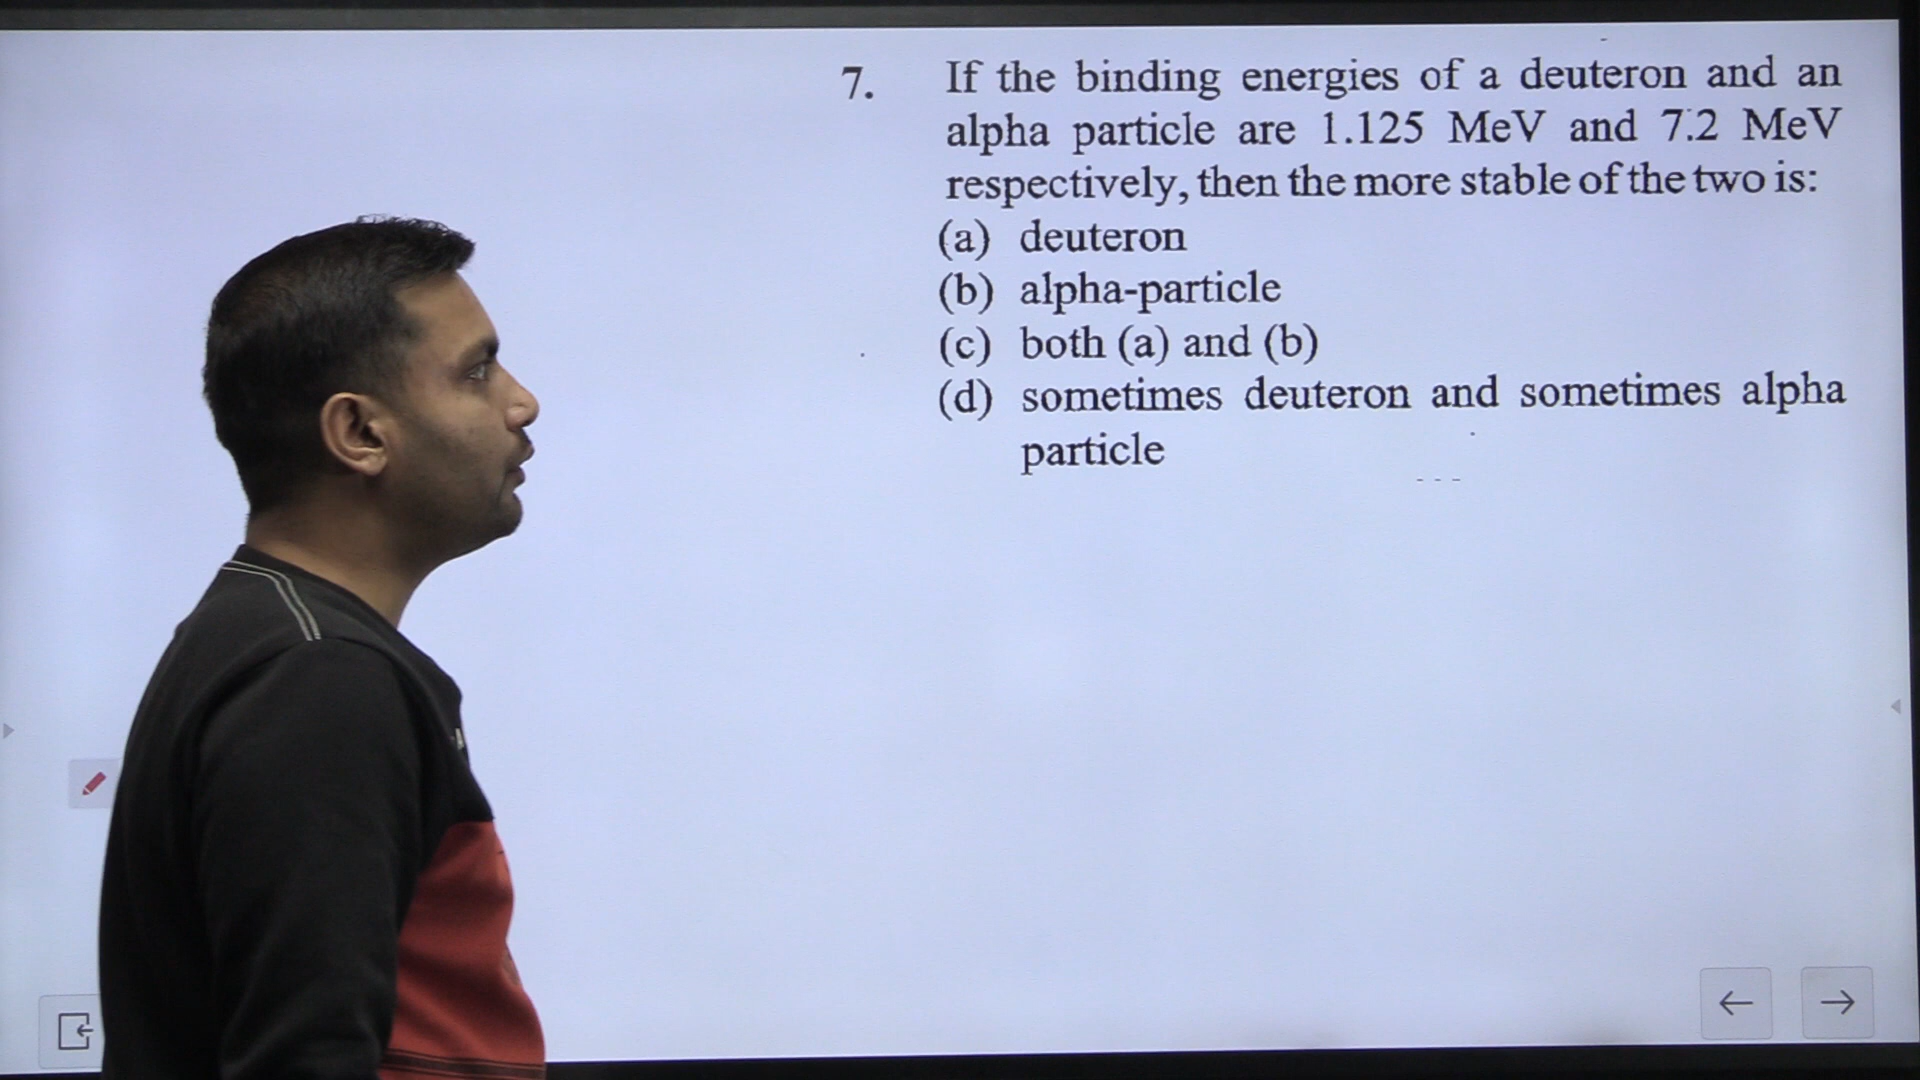 7. If the binding energies of a deuteron and an
alpha particle are 1.125 MeV and 7.2 MeV
respectively, then the more stable of the two is:
(a) deuteron
(b) alpha-particle
(c) both (a) and (b)
(d) sometimes deuteron and sometimes alpha
particle